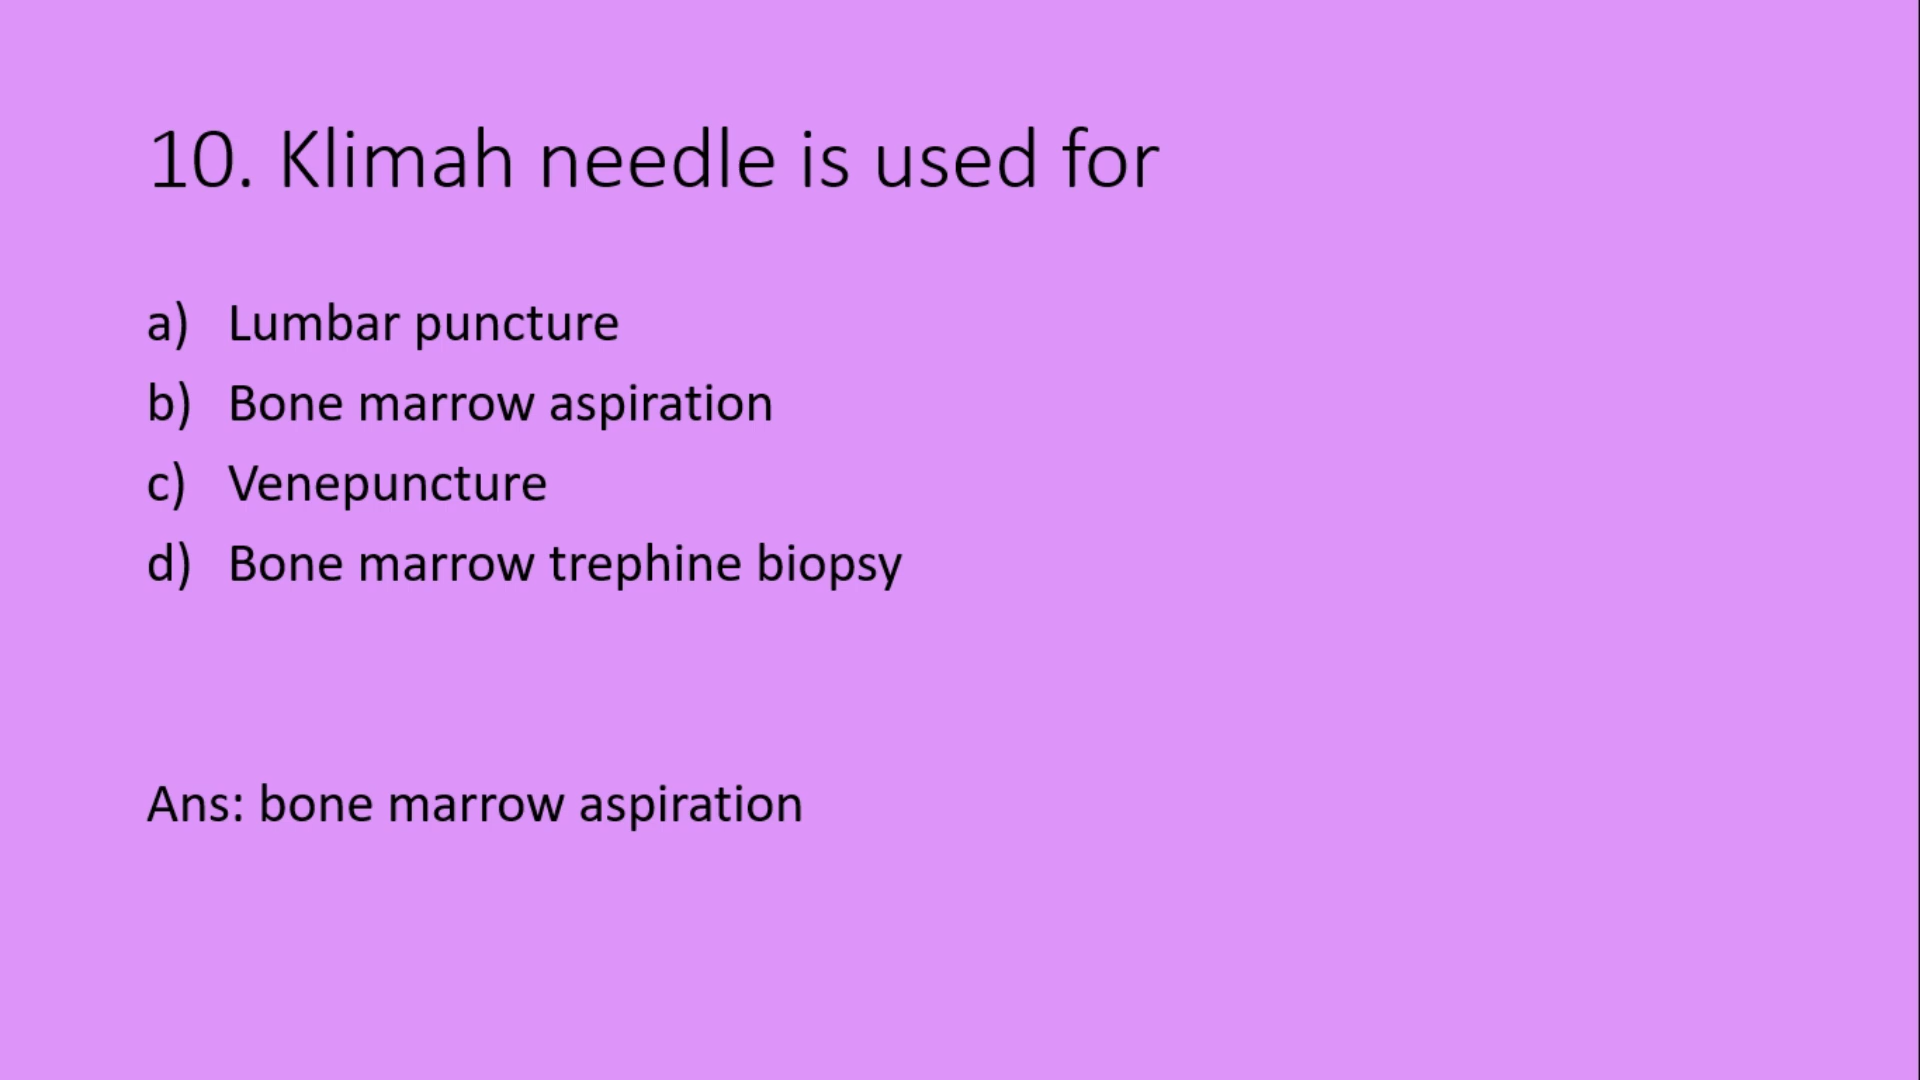 10. Klimah needle is used for
a) Lumbar puncture
b) Bone marrow aspiration
c) Venepuncture
d) Bone marrow trephine biopsy
Ans: bone marrow aspiration